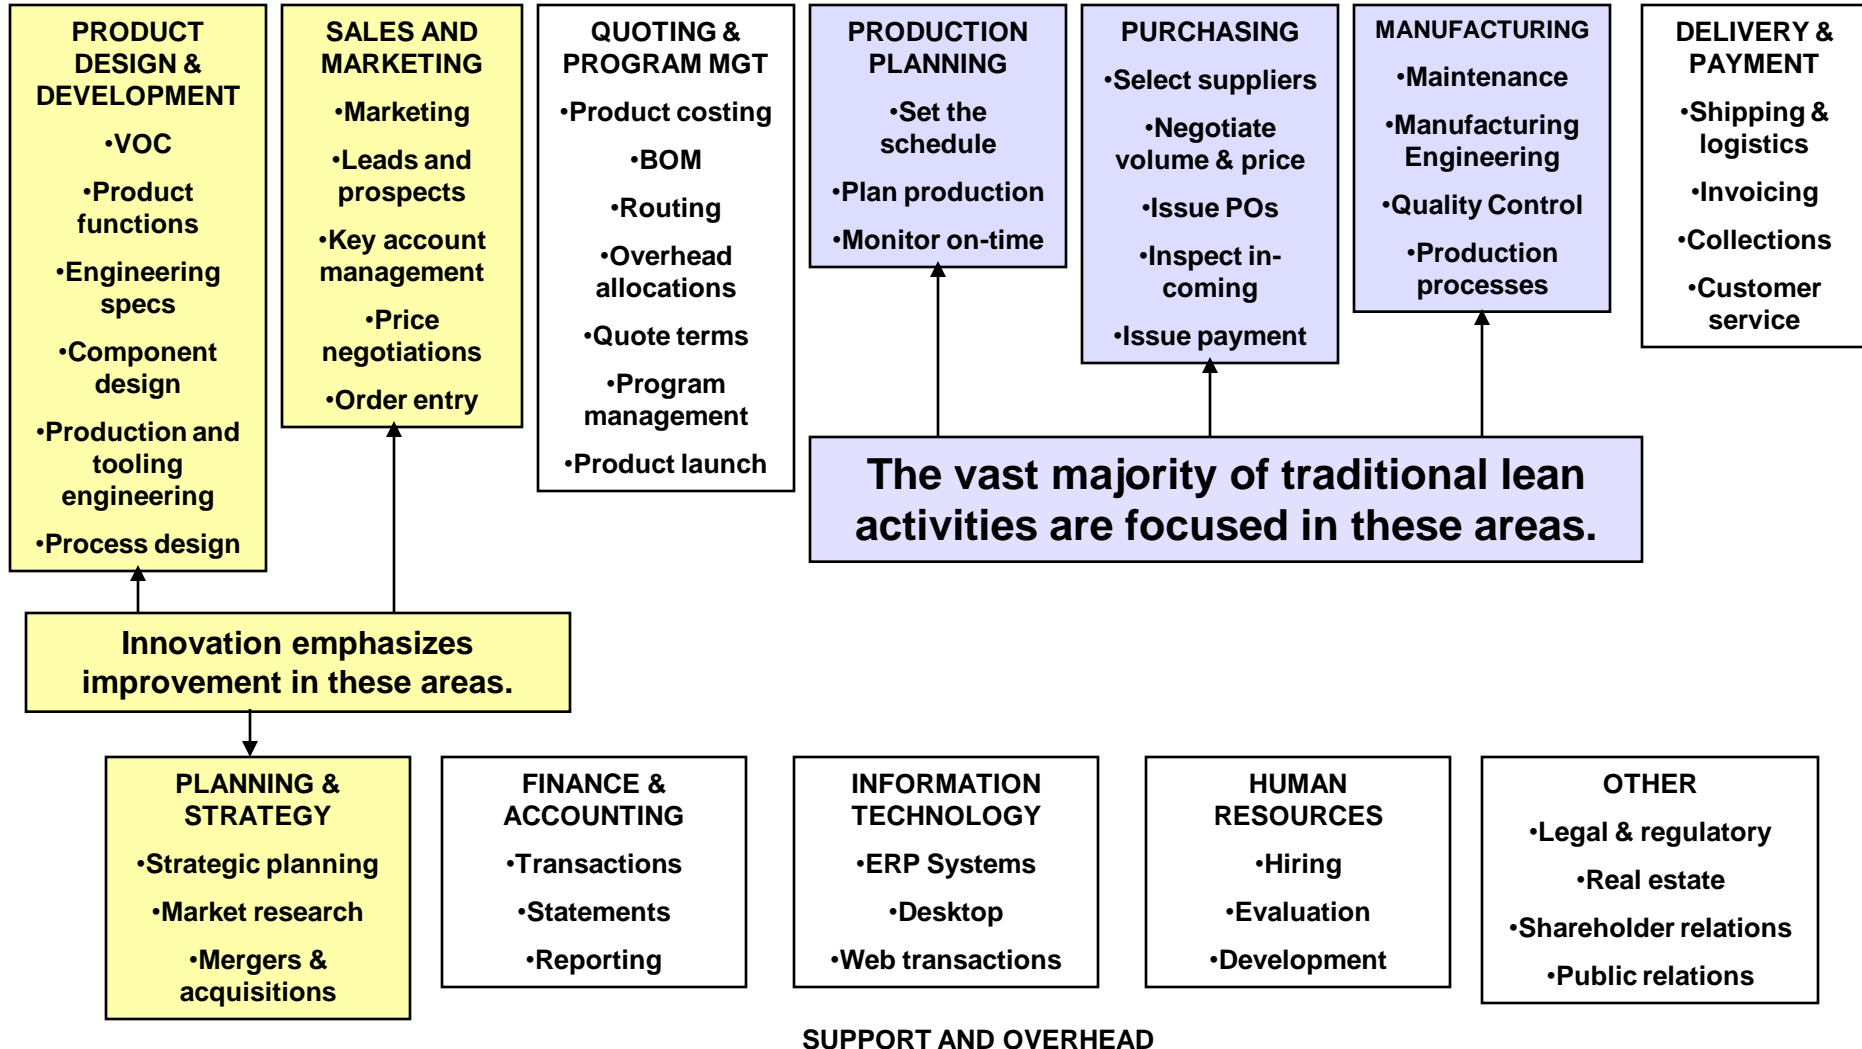 PRODUCT
DESIGN &
DEVELOPMENT
•VOC
•Product
functions
•Engineering
specs
•Component
design
•Production and
tooling
engineering
•Process design
SALES AND
MARKETING
•Marketing
•Leads and
prospects
•Key account
management
•Price
negotiations
•Order entry
QUOTING &
PROGRAM MGT
•Product costing
•BOM
•Routing
•Overhead
allocations
•Quote terms
•Program
management
•Product launch
PRODUCTION
PLANNING
•Set the
schedule
•Plan production
•Monitor on-time
PURCHASING
•Select suppliers
•Negotiate
volume & price
•Issue POs
•Inspect in-
coming
•Issue payment
MANUFACTURING
•Maintenance
•Manufacturing
Engineering
•Quality Control
•Production
processes
DELIVERY &
PAYMENT
•Shipping &
logistics
•Invoicing
•Collections
•Customer
service
The vast majority of traditional lean
activities are focused in these areas.
Innovation emphasizes
improvement in these areas.
PLANNING &
STRATEGY
•Strategic planning
•Market research
•Mergers &
acquisitions
FINANCE &
ACCOUNTING
•Transactions
•Statements
•Reporting
INFORMATION
TECHNOLOGY
•ERP Systems
•Desktop
•Web transactions
HUMAN
RESOURCES
•Hiring
•Evaluation
•Development
OTHER
•Legal & regulatory
•Real estate
•Shareholder relations
•Public relations
SUPPORT AND OVERHEAD